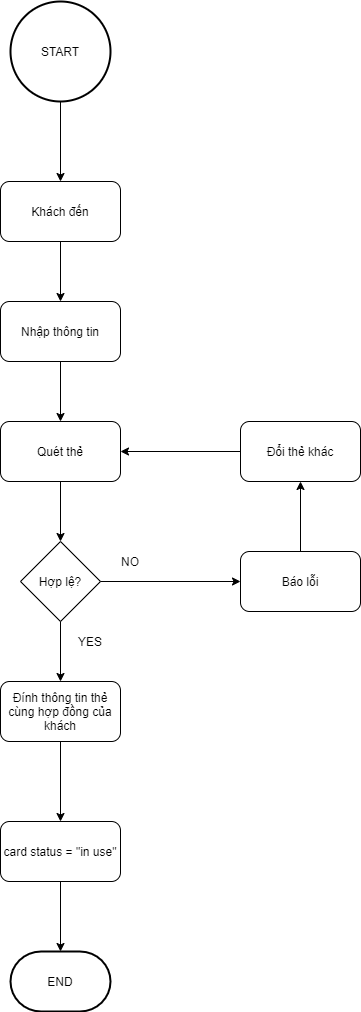 START
Khách đến
Nhập thông tin
Quét thẻ
Đổi thẻ khác
Hợp lệ?
NO
Báo lỗi
YES
Đính thông tin thẻ
cùng hợp đồng của
khách
card status = "in use"
END